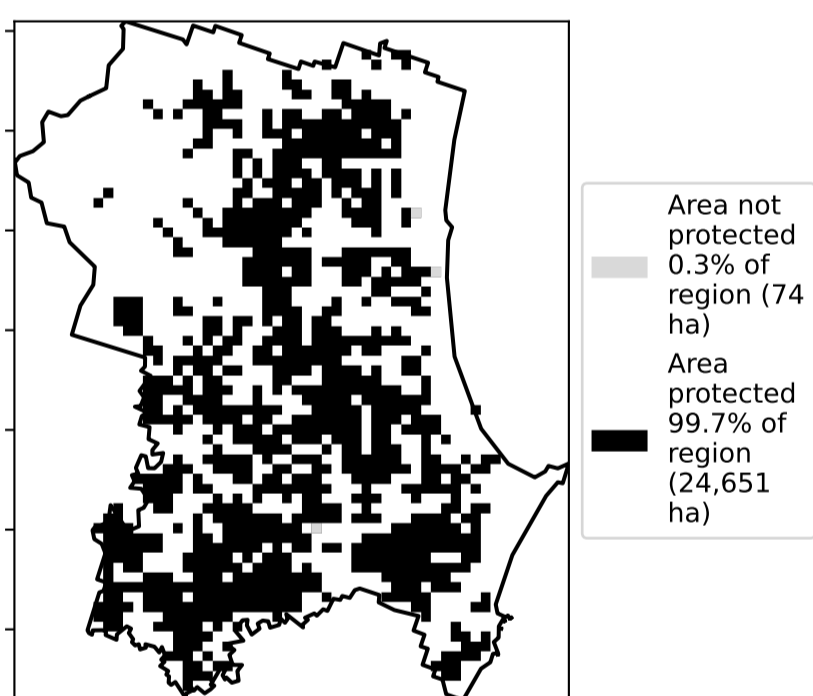 Area not
protected
0.3% of
region (74
ha)
Area
protected
99.7% of
region
(24,651
ha)